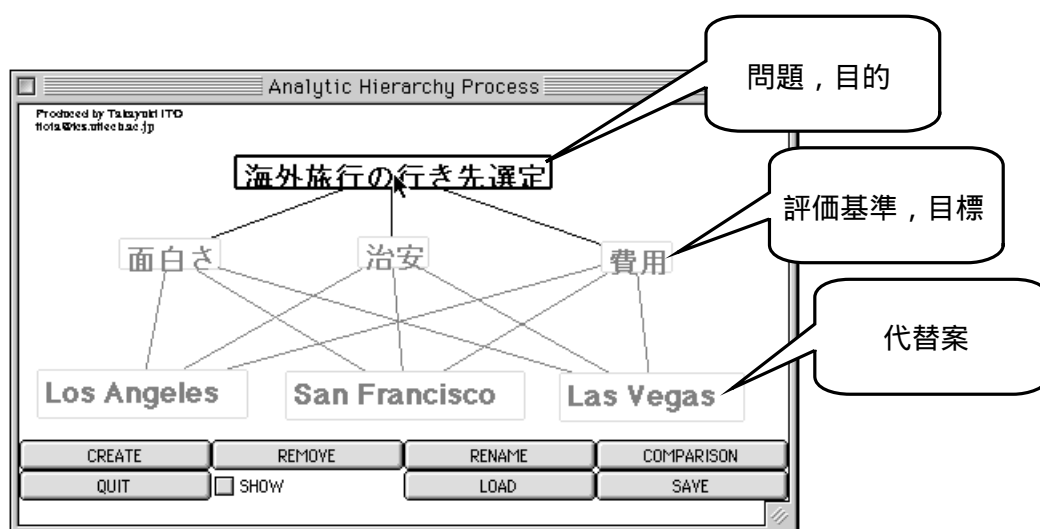 Analytic Hierarchy Process
Produced by Takayuki ITO
問題，目的
海外旅行の行き先選定
評価基準，目標
面白さ
治安
費用
代替案
Los Angeles
San Francisco
Las Vegas
CREATE
REMOVE
RENAME
COMPARISON
QUIT
SHOW
LOAD
SAVE